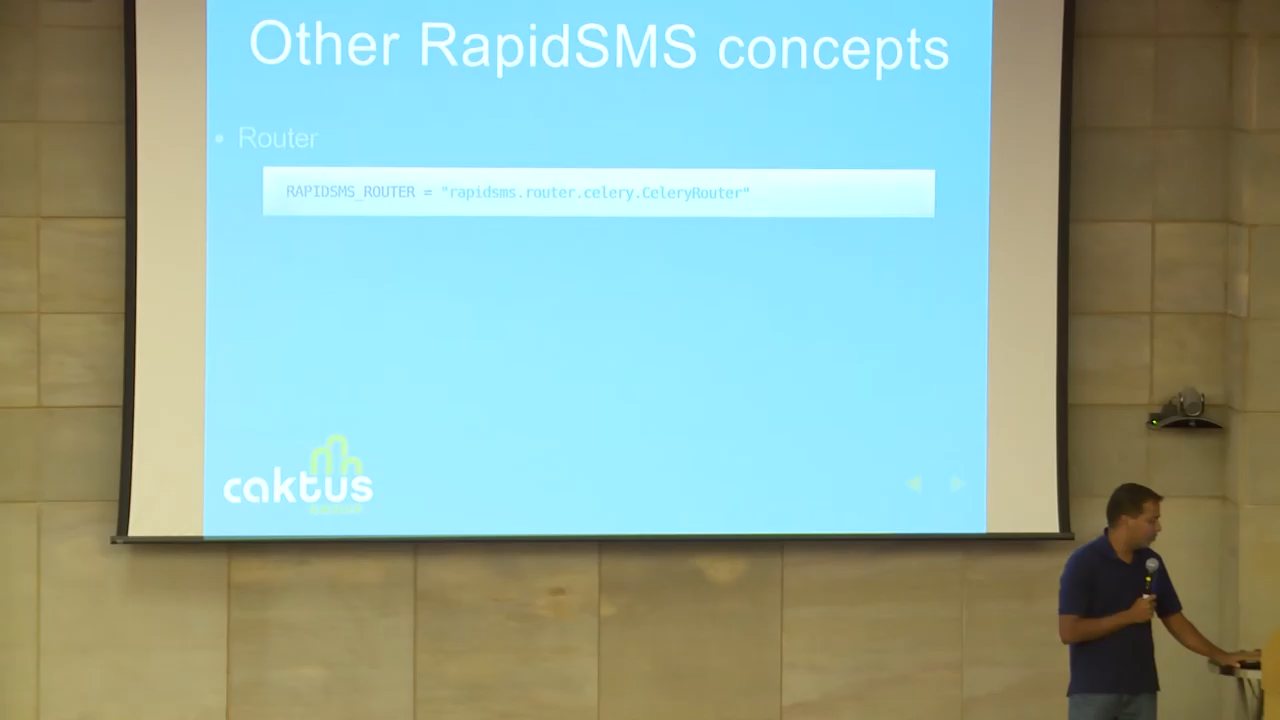 Other RapidSMS concepts
• Router
RAPIDSMS_ROUTER = "rapidsms.router.celery.CeleryRouter"
caktus